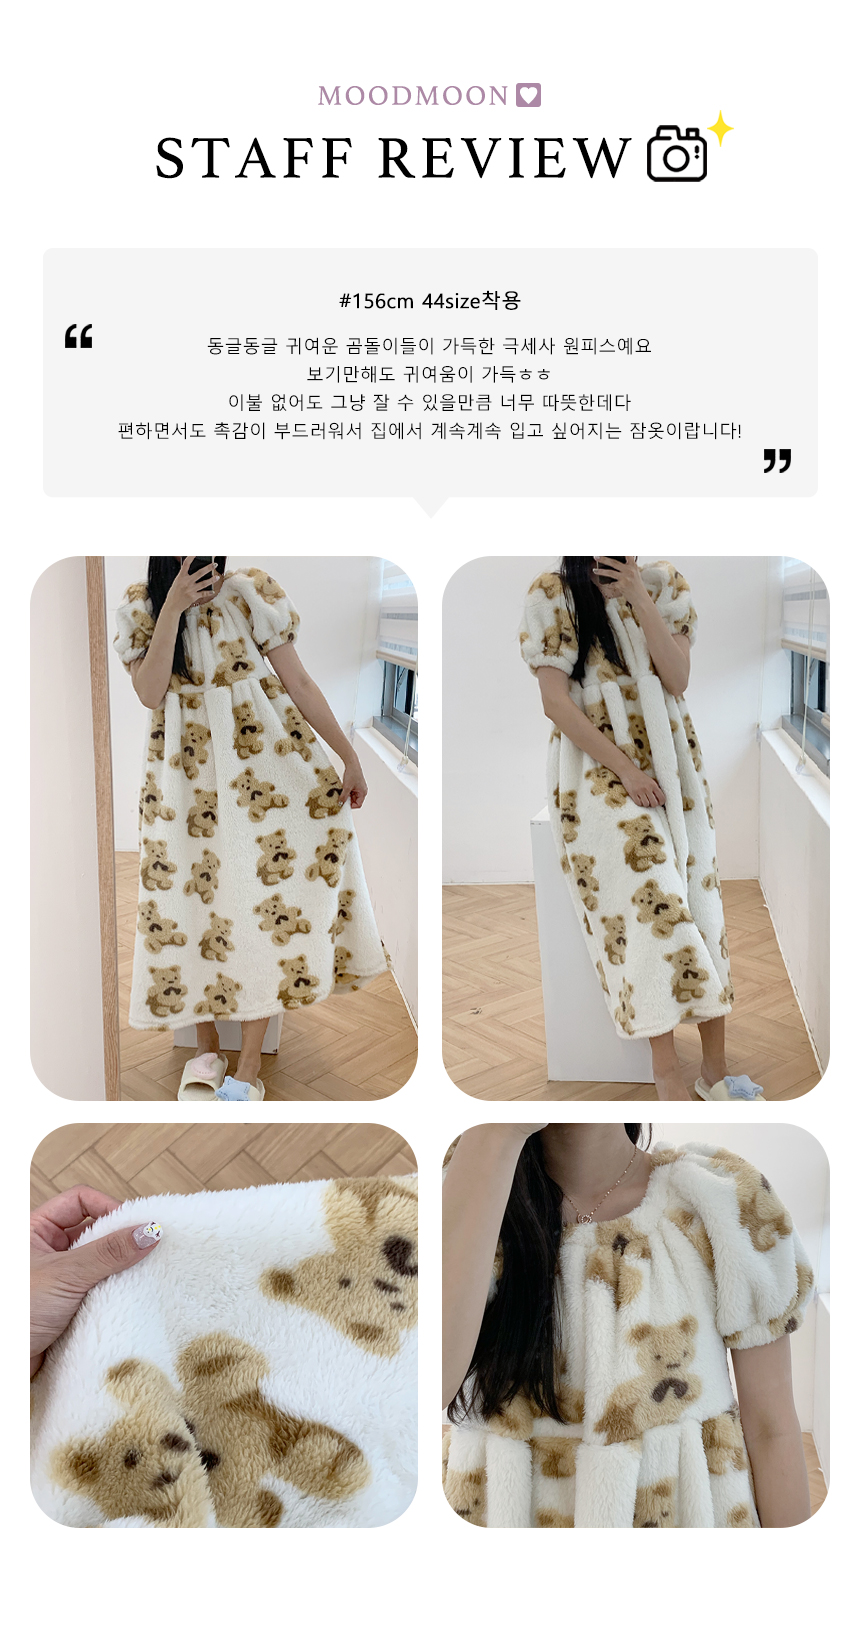 MOODMOON
STAFF REVIEW
#156cm 44size착용
동글동글 귀여운 곰돌이들이 가득한 극세사 원피스예요
보기만해도 귀여움이 가득ㅎㅎ
이불 없어도 그냥 잘 수 있을만큼 너무 따뜻한데다
편하면서도 촉감이 부드러워서 집에서 계속계속 입고 싶어지는 잠옷이랍니다!